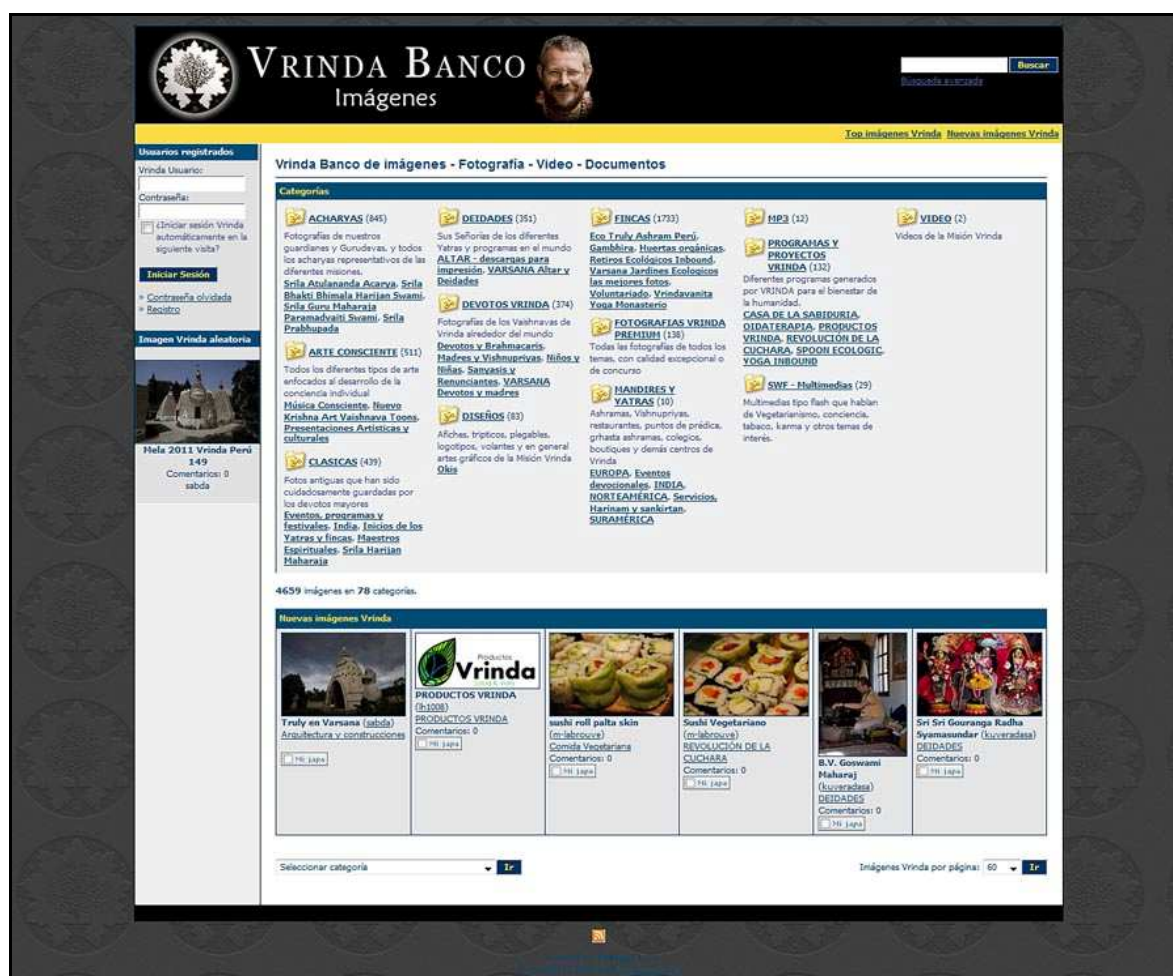 VRINDA BANCO
Imágenes
Buscar
Búsqueda avanzada
Top imágenes Vrinda Nuevas imágenes Vrinda
Usuarios registrados
Vrinda Usuario:
Contraseña:
¿Iniciar sesión Vrinda
automáticamente en la
siguiente visita?
Iniciar Sesión
» Contraseña olvidada
» Registro
Imagen Vrinda aleatoria
Mela 2011 Vrinda Perú
149
Comentarios: 0
sabda
Vrinda Banco de imágenes - Fotografía - Video - Documentos
Categorías
ACHARYAS (845)
Fotografías de nuestros
guardianes y Gurudevas, y todos
los acharyas representativos de las
diferentes misiones.
Srila Atulananda Acarya, Srila
Bhakti Bhimala Harijan Swami,
Srila Guru Maharaja
Paramadvaiti Swami, Srila
Prabhupada
ARTE CONSCIENTE (511)
Todos los diferentes tipos de arte
enfocados al desarrollo de la
conciencia individual
Música Consciente, Nuevo
Krishna Art Vaishnava Toons,
Presentaciones Artísticas y
culturales
CLASICAS (439)
Fotos antiguas que han sido
cuidadosamente guardadas por
los devotos mayores
Eventos, programas y
festivales, India, Inicios de los
Yatras y fincas, Maestros
Espirituales, Srila Harijan
Maharaja
DEIDADES (351)
Sus Señorías de los diferentes
Yatras y programas en el mundo
ALTAR - descargas para
impresión, VARSANA Altar y
Deidades
DEVOTOS VRINDA (374)
Fotografías de los Vaishnavas de
Vrinda alrededor del mundo
Devotos y Brahmacaris,
Madres y Vishnupriyas, Niños y
Niñas, Sanyasis y
Renunciantes, VARSANA
Devotos y madres
DISEÑOS (83)
Afiches, trípticos, plegables,
logotipos, volantes y en general
artes gráficos de la Misión Vrinda
Okis
FINCAS (1733)
Eco Truly Ashram Perú,
Gambhira, Huertas orgánicas,
Retiros Ecológicos Inbound,
Varsana Jardines Ecologicos
las mejores fotos,
Voluntariado, Vrindavanita
Yoga Monasterio
FOTOGRAFIAS VRINDA
PREMIUM (138)
Todas las fotografías de todos los
temas, con calidad excepcional o
de concurso
MANDIRES Y
YATRAS (10)
Ashramas, Vishnupriyas,
restaurantes, puntos de prédica,
grhasta ashramas, colegios,
boutiques y demás centros de
Vrinda
EUROPA, Eventos
devocionales, INDIA,
NORTEAMÉRICA, Servicios,
Harinam y sankirtan,
SURAMÉRICA
MP3 (12)
PROGRAMAS Y
PROYECTOS
VRINDA (132)
Diferentes programas generados
por VRINDA para el bienestar de
la humanidad.
CASA DE LA SABIDURIA,
OIDATERAPIA, PRODUCTOS
VRINDA, REVOLUCIÓN DE LA
CUCHARA, SPOON ECOLOGIC,
YOGA INBOUND
SWF - Multimedias (29)
Multimedias tipo flash que hablan
de Vegetarianismo, conciencia,
tabaco, karma y otros temas de
interés.
VIDEO (2)
Videos de la Misión Vrinda
4659 imágenes en 78 categorías.
Nuevas imágenes Vrinda
Truly en Varsana (sabda)
Arquitectura y construcciones
Mi japa
Productos
Vrinda
PRODUCTOS VRINDA
(lh1008)
PRODUCTOS VRINDA
Comentarios: 0
Mi japa
sushi roll palta skin
(m-labrouve)
Comida Vegetariana
Comentarios: 0
Mi japa
Sushi Vegetariano
(m-labrouve)
REVOLUCIÓN DE LA
CUCHARA
Comentarios: 0
Mi japa
B.V. Goswami
Maharaj
(kuveradasa)
DEIDADES
Comentarios: 0
Mi japa
Sri Sri Gouranga Radha
Syamasundar (kuveradasa)
DEIDADES
Comentarios: 0
Mi japa
Seleccionar categoría
Ir
Imágenes Vrinda por página: 60
Ir